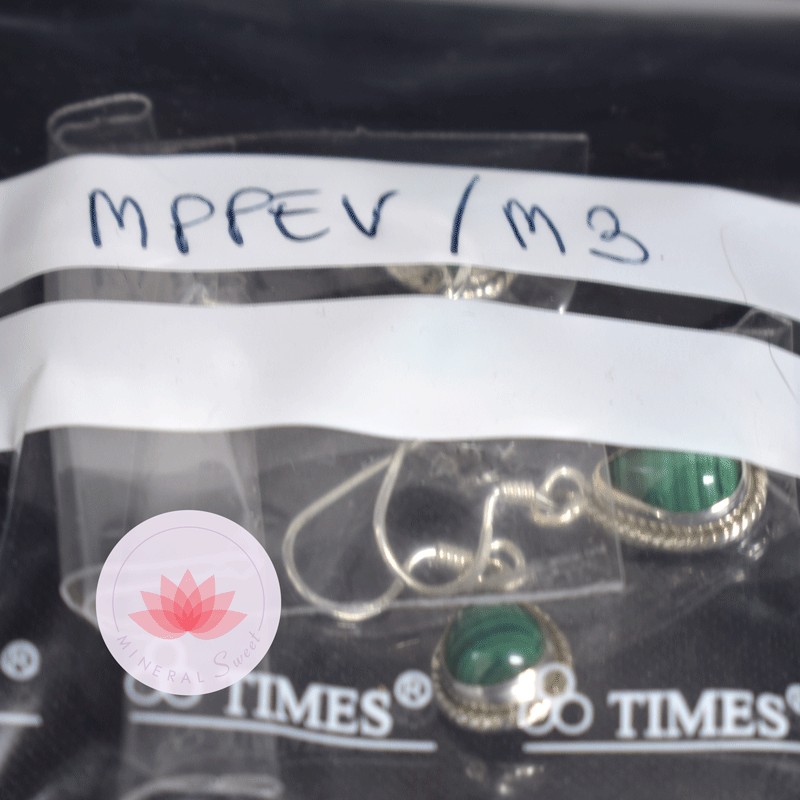 MPPEV / M3
MINERAL Sweet
TIMES®
TIMES®